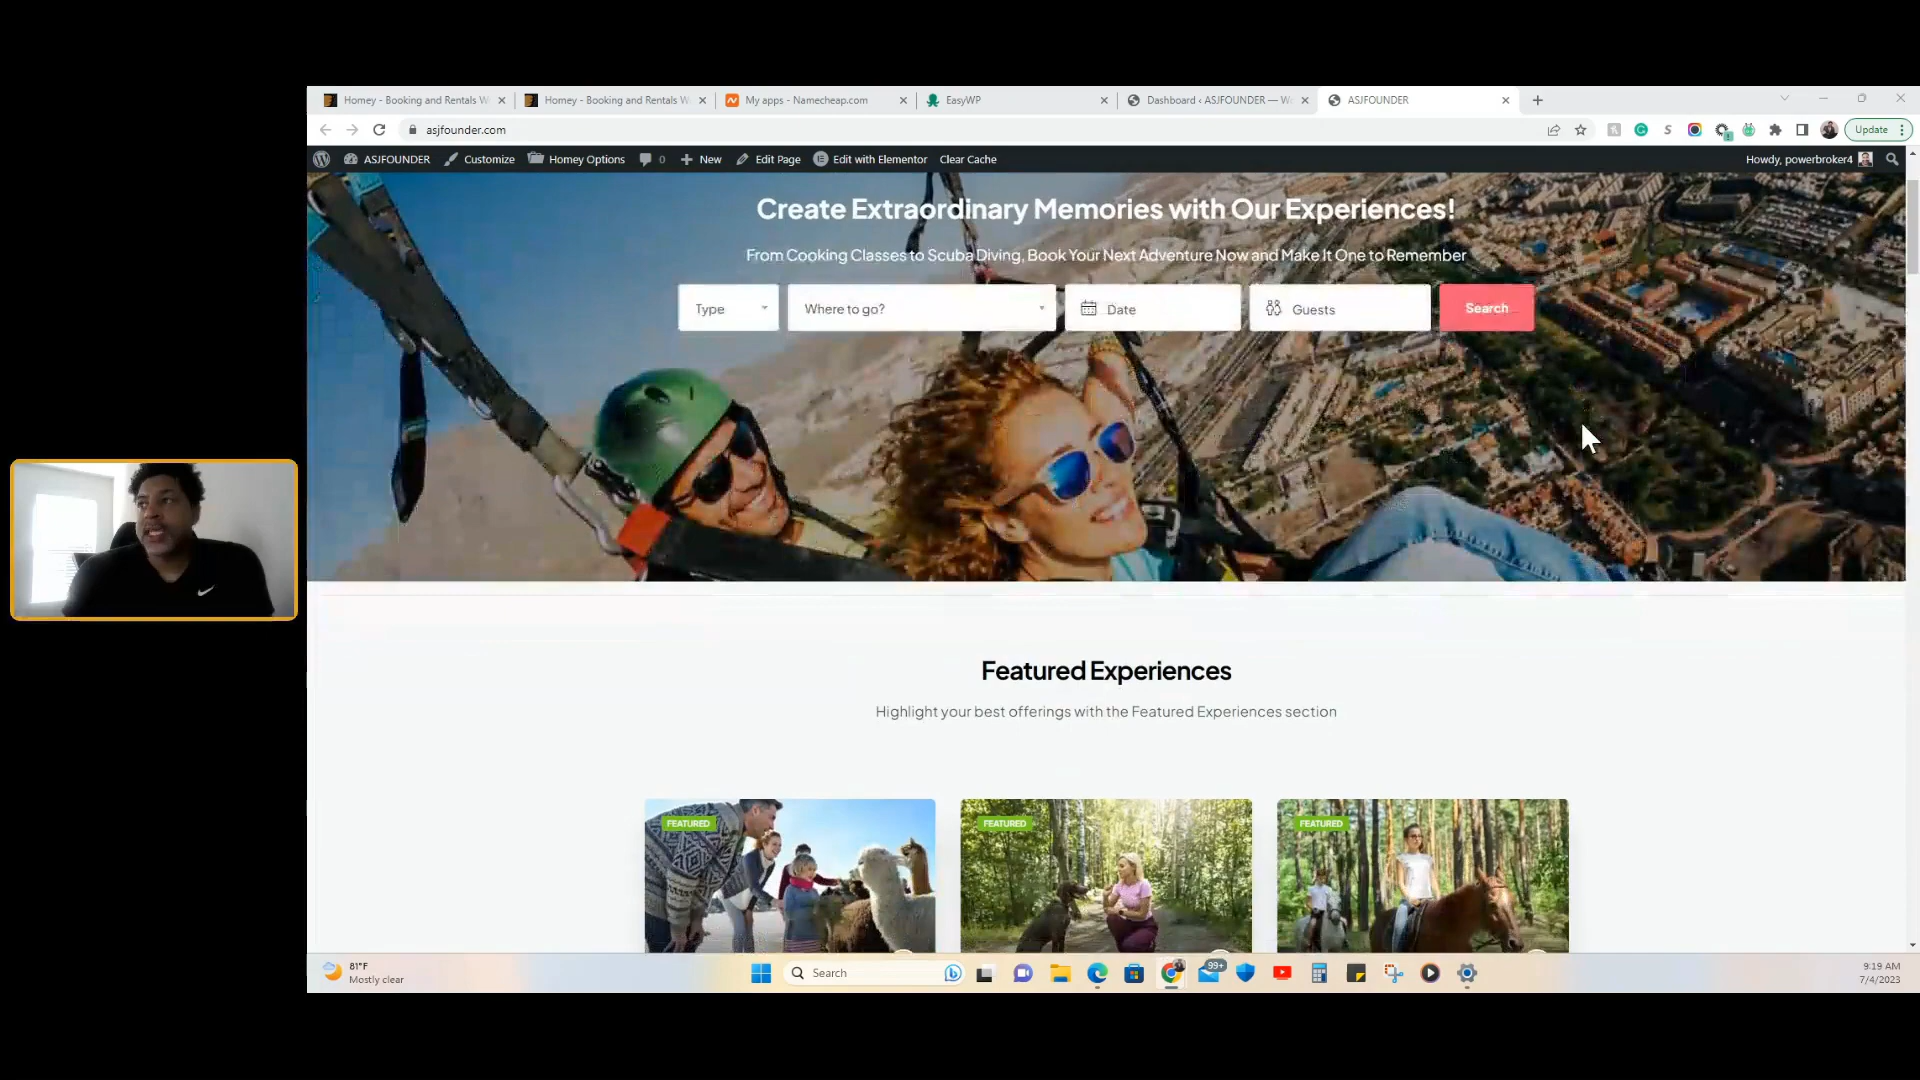 Homey - Booking and Rentals W
Homey - Booking and Rentals W
My apps - Namecheap.com
EasyWP
Dashboard ‹ ASJFOUNDER — Wo
ASJFOUNDER
asjfounder.com
Update
ASJFOUNDER
Customize
Homey Options
0
New
Edit Page
Edit with Elementor
Clear Cache
Howdy, powerbroker4
Create Extraordinary Memories with Our Experiences!
From Cooking Classes to Scuba Diving, Book Your Next Adventure Now and Make It One to Remember
Type
Where to go?
Date
Guests
Search
Featured Experiences
Highlight your best offerings with the Featured Experiences section
FEATURED
FEATURED
FEATURED
81°F
Mostly clear
Search
99+
9:19 AM
7/4/2023